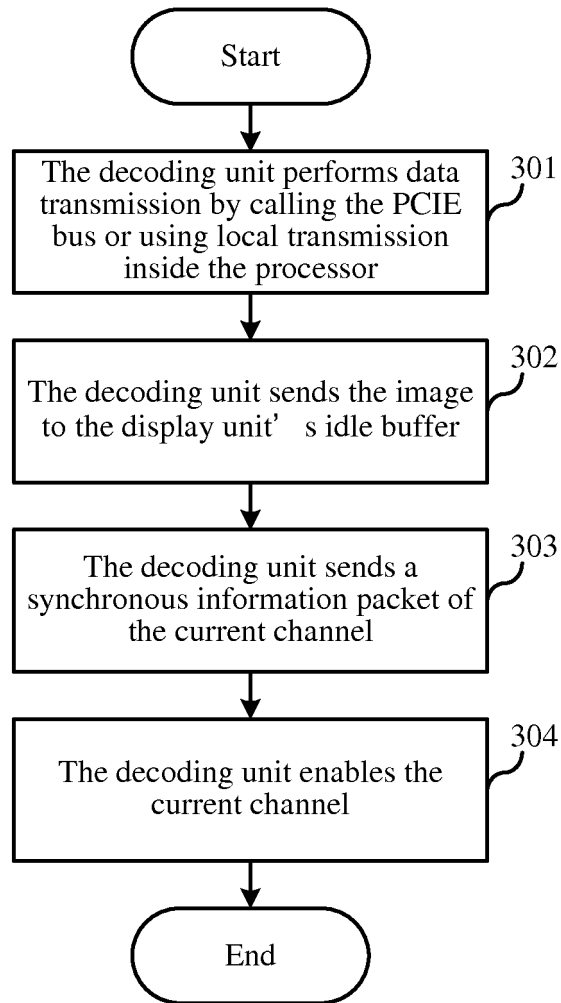 Start
The decoding unit performs data
transmission by calling the PCIE
bus or using local transmission
inside the processor
301
The decoding unit sends the image
to the display unit’ s idle buffer
302
The decoding unit sends a
synchronous information packet of
the current channel
303
The decoding unit enables the
current channel
304
End